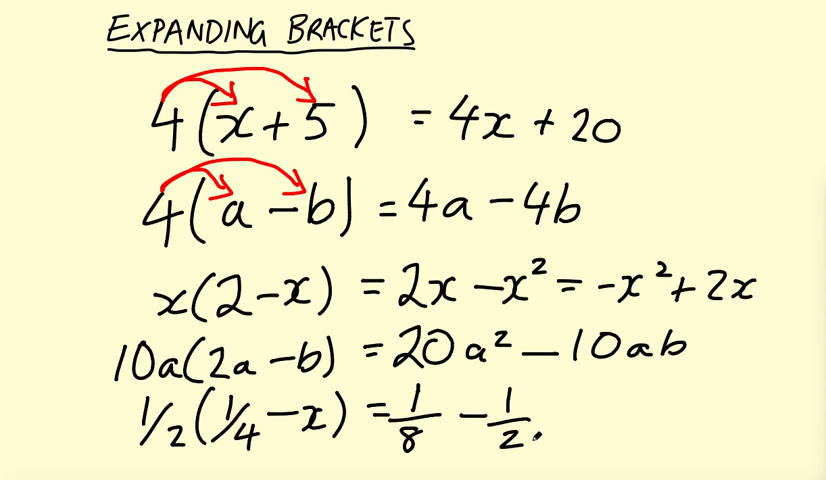 EXPANDING BRACKETS
4(x+5) = 4x + 20
4(a-b) = 4a - 4b
x(2-x) = 2x - x² = -x² + 2x
10a(2a-b) = 20a² - 10ab
1/2(1/4-x) = 1/8 - 1/2.